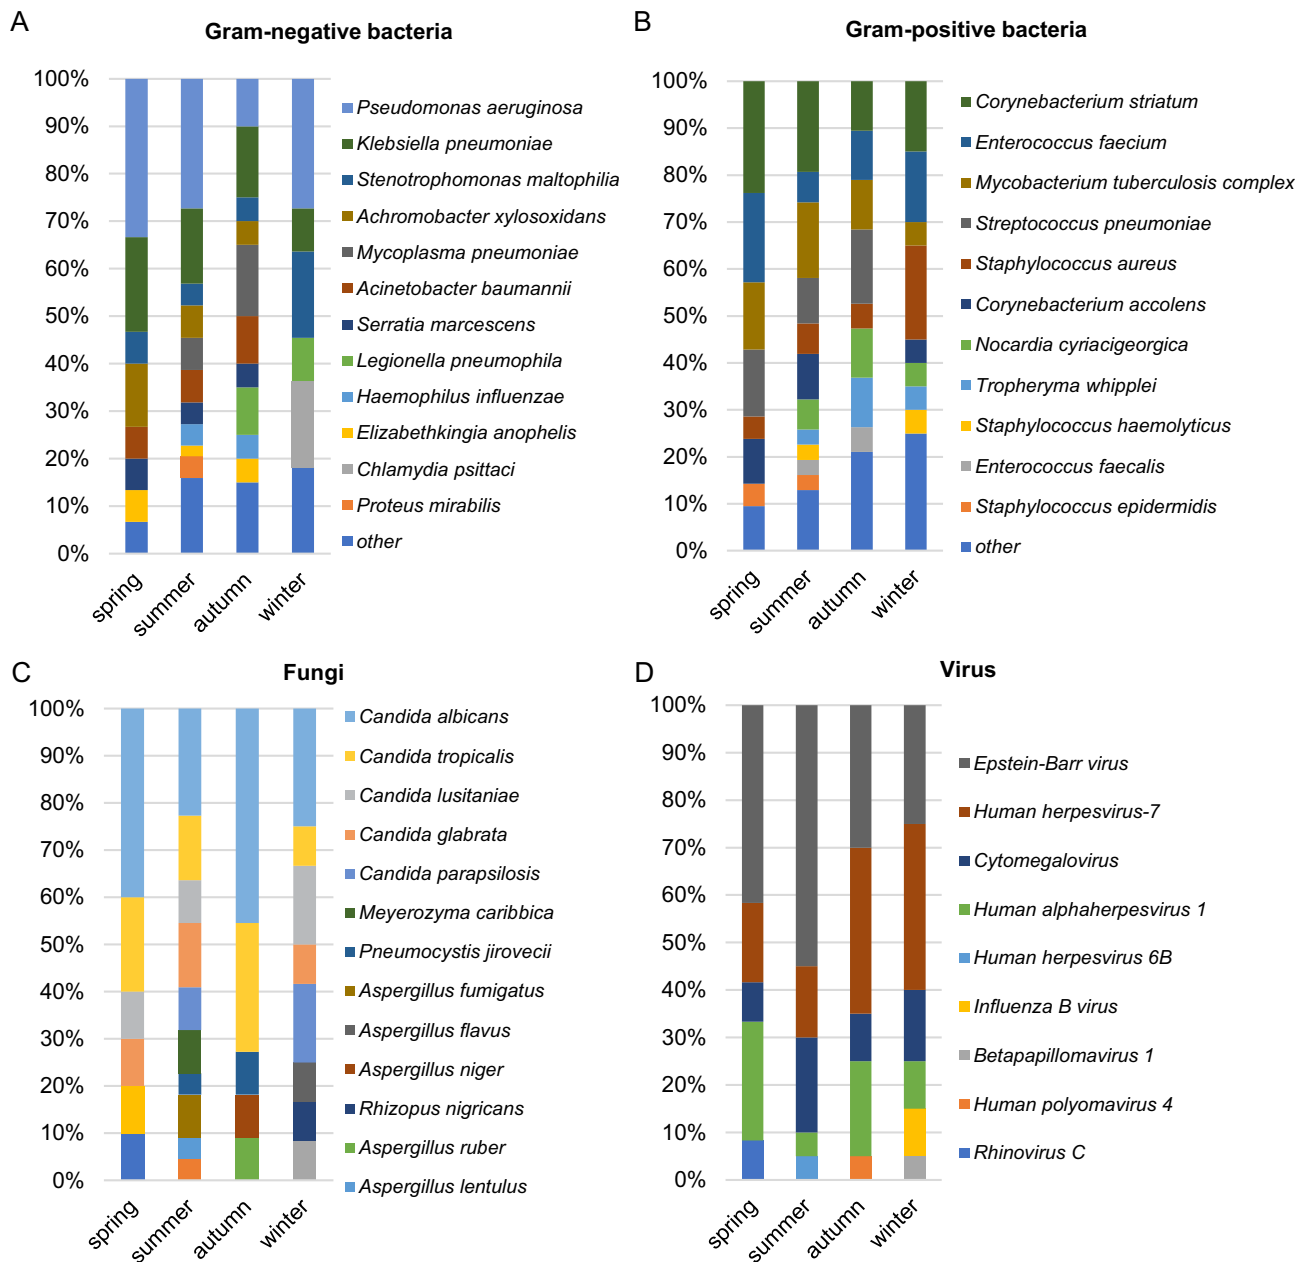 A
Gram-negative bacteria
100%
90%
80%
70%
60%
50%
40%
30%
20%
10%
0%
spring
summer
autumn
winter
Pseudomonas aeruginosa
Klebsiella pneumoniae
Stenotrophomonas maltophilia
Achromobacter xylosoxidans
Mycoplasma pneumoniae
Acinetobacter baumannii
Serratia marcescens
Legionella pneumophila
Haemophilus influenzae
Elizabethkingia anophelis
Chlamydia psittaci
Proteus mirabilis
other
B
Gram-positive bacteria
100%
90%
80%
70%
60%
50%
40%
30%
20%
10%
0%
spring
summer
autumn
winter
Corynebacterium striatum
Enterococcus faecium
Mycobacterium tuberculosis complex
Streptococcus pneumoniae
Staphylococcus aureus
Corynebacterium accolens
Nocardia cyriacigeorgica
Tropheryma whipplei
Staphylococcus haemolyticus
Enterococcus faecalis
Staphylococcus epidermidis
other
C
Fungi
100%
90%
80%
70%
60%
50%
40%
30%
20%
10%
0%
spring
summer
autumn
winter
Candida albicans
Candida tropicalis
Candida lusitaniae
Candida glabrata
Candida parapsilosis
Meyerozyma caribbica
Pneumocystis jirovecii
Aspergillus fumigatus
Aspergillus flavus
Aspergillus niger
Rhizopus nigricans
Aspergillus ruber
Aspergillus lentulus
D
Virus
100%
90%
80%
70%
60%
50%
40%
30%
20%
10%
0%
spring
summer
autumn
winter
Epstein-Barr virus
Human herpesvirus-7
Cytomegalovirus
Human alphaherpesvirus 1
Human herpesvirus 6B
Influenza B virus
Betapapillomavirus 1
Human polyomavirus 4
Rhinovirus C